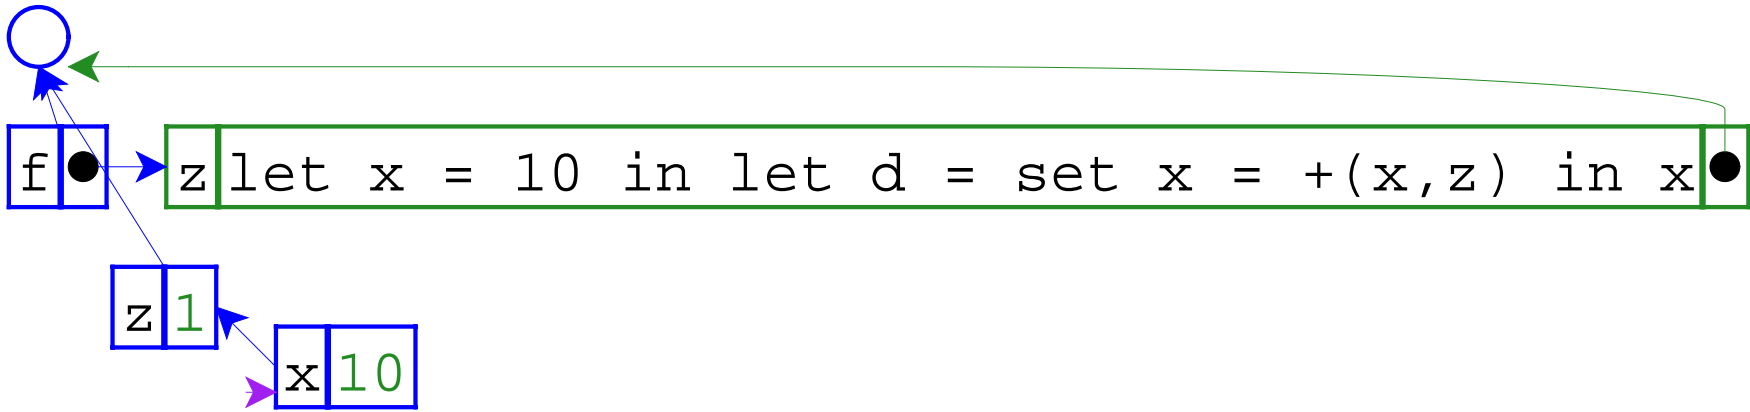 f z let x = 10 in let d = set x = +(x,z) in x
z 1
x 10